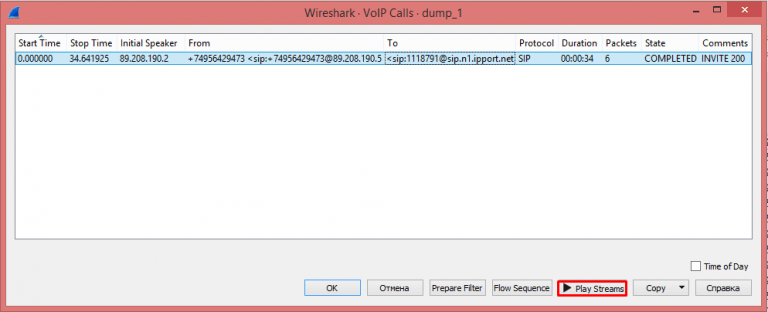 Wireshark · VoIP Calls · dump_1
Start Time Stop Time Initial Speaker From To Protocol Duration Packets State Comments
0.000000 34.641925 89.208.190.2 +74956429473 <sip:+74956429473@89.208.190.5 <sip:1118791@sip.n1.ipport.net SIP 00:00:34 6 COMPLETED INVITE 200
Time of Day
OK Отмена Prepare Filter Flow Sequence Play Streams Copy Справка